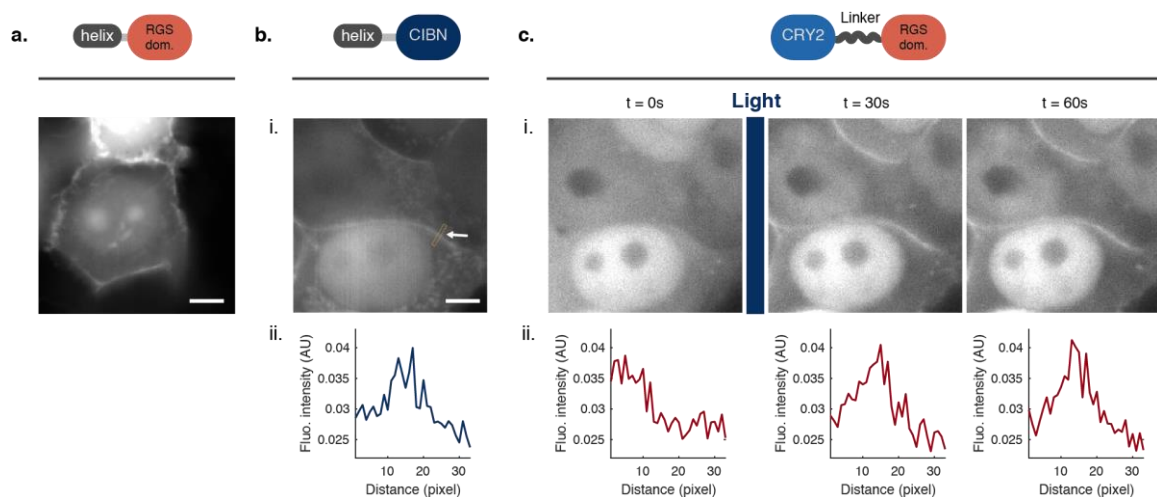 a.
helix
RGS
dom.
b.
helix
CIBN
c.
CRY2
Linker
RGS
dom.
i.
i.
t = 0s
Light
t = 30s
t = 60s
ii.
Fluo. intensity (AU)
0.04
0.035
0.03
0.025
10 20 30
Distance (pixel)
ii.
Fluo. intensity (AU)
0.04
0.035
0.03
0.025
10 20 30
Distance (pixel)
Fluo. intensity (AU)
0.04
0.035
0.03
0.025
10 20 30
Distance (pixel)
Fluo. intensity (AU)
0.04
0.035
0.03
0.025
10 20 30
Distance (pixel)